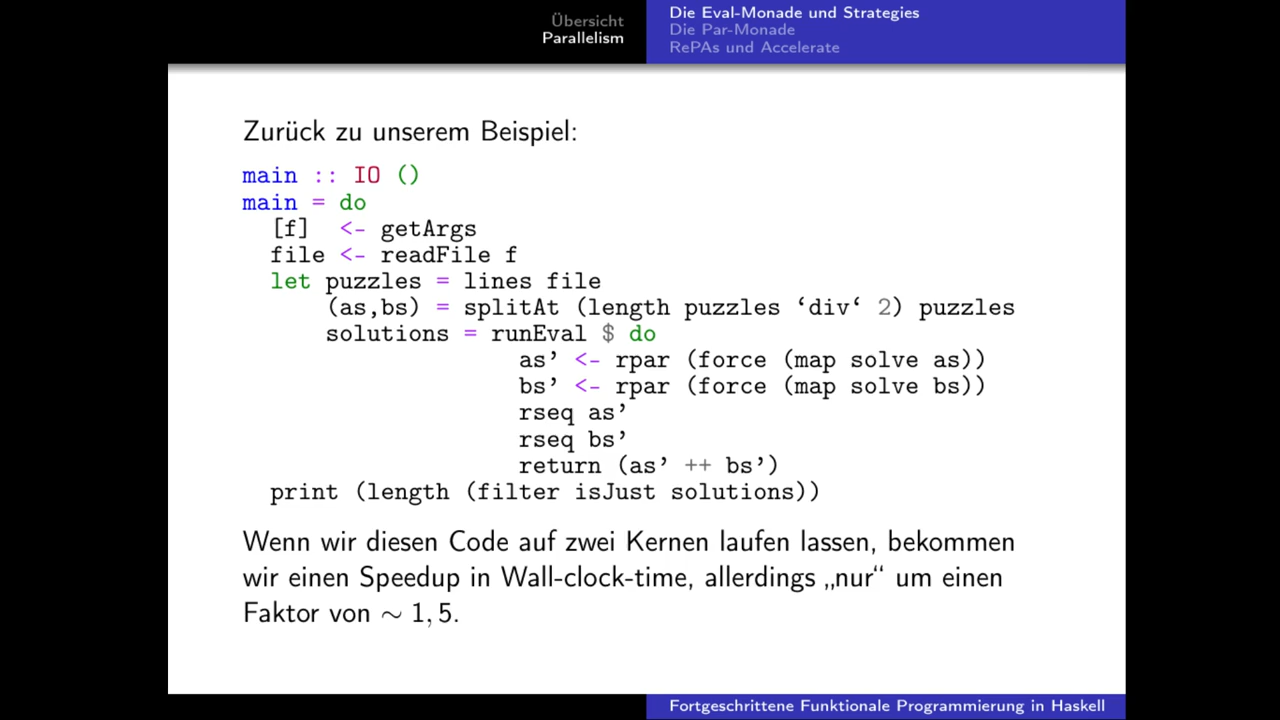 Übersicht
Parallelism
Die Eval-Monade und Strategies
Die Par-Monade
RePAs und Accelerate
Zurück zu unserem Beispiel:
main :: IO ()
main = do
  [f]  <- getArgs
  file <- readFile f
  let puzzles = lines file
      (as,bs) = splitAt (length puzzles ‘div‘ 2) puzzles
      solutions = runEval $ do
                    as’ <- rpar (force (map solve as))
                    bs’ <- rpar (force (map solve bs))
                    rseq as’
                    rseq bs’
                    return (as’ ++ bs’)
  print (length (filter isJust solutions))
Wenn wir diesen Code auf zwei Kernen laufen lassen, bekommen
wir einen Speedup in Wall-clock-time, allerdings „nur“ um einen
Faktor von ∼ 1, 5.
Fortgeschrittene Funktionale Programmierung in Haskell